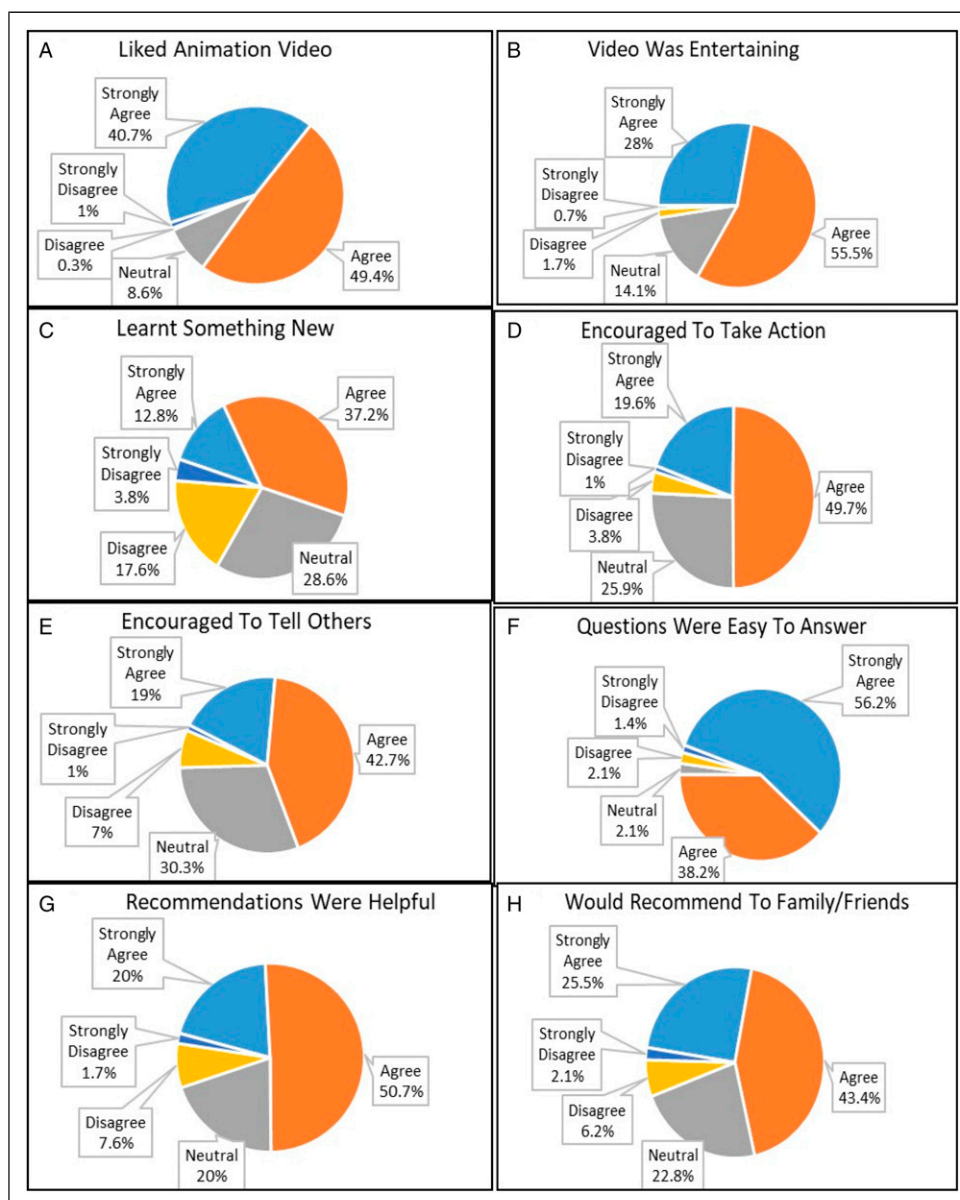 A
Liked Animation Video
Strongly
Agree
40.7%
Strongly
Disagree
1%
Disagree
0.3%
Neutral
8.6%
Agree
49.4%
B
Video Was Entertaining
Strongly
Agree
28%
Strongly
Disagree
0.7%
Disagree
1.7%
Neutral
14.1%
Agree
55.5%
C
Learnt Something New
Strongly
Agree
12.8%
Agree
37.2%
Strongly
Disagree
3.8%
Disagree
17.6%
Neutral
28.6%
D
Encouraged To Take Action
Strongly
Agree
19.6%
Strongly
Disagree
1%
Disagree
3.8%
Neutral
25.9%
Agree
49.7%
E
Encouraged To Tell Others
Strongly
Agree
19%
Strongly
Disagree
1%
Disagree
7%
Neutral
30.3%
Agree
42.7%
F
Questions Were Easy To Answer
Strongly
Agree
56.2%
Strongly
Disagree
1.4%
Disagree
2.1%
Neutral
2.1%
Agree
38.2%
G
Recommendations Were Helpful
Strongly
Agree
20%
Strongly
Disagree
1.7%
Disagree
7.6%
Neutral
20%
Agree
50.7%
H
Would Recommend To Family/Friends
Strongly
Agree
25.5%
Strongly
Disagree
2.1%
Disagree
6.2%
Neutral
22.8%
Agree
43.4%